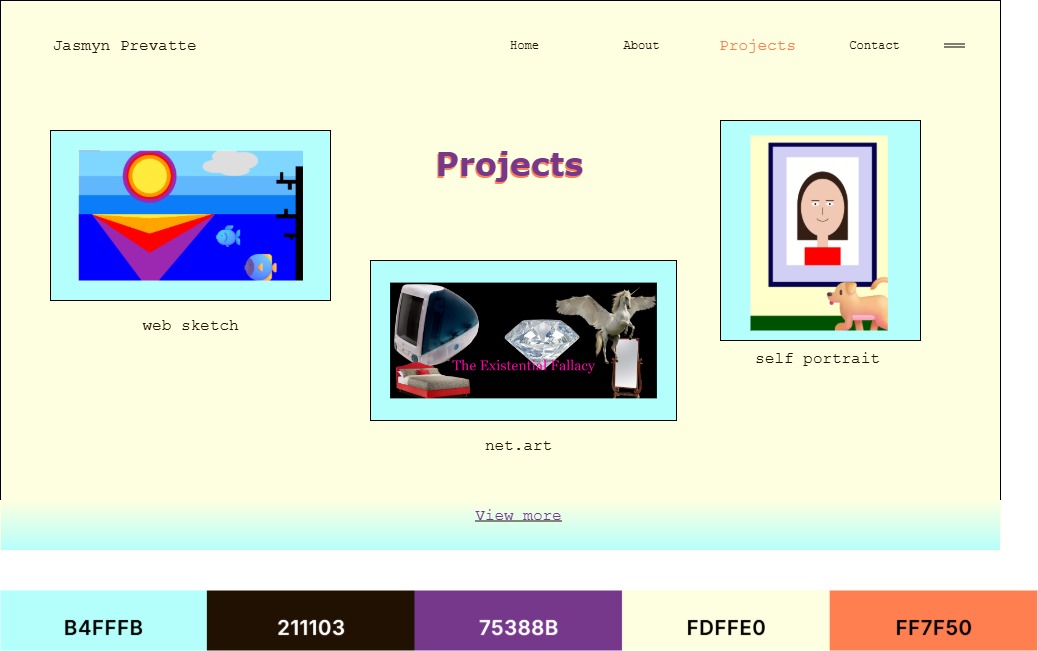 Jasmyn Prevatte
Home
About
Projects
Contact
Projects
web sketch
The Existential Fallacy
self portrait
net.art
View more
B4FFFB
211103
75388B
FDFFE0
FF7F50